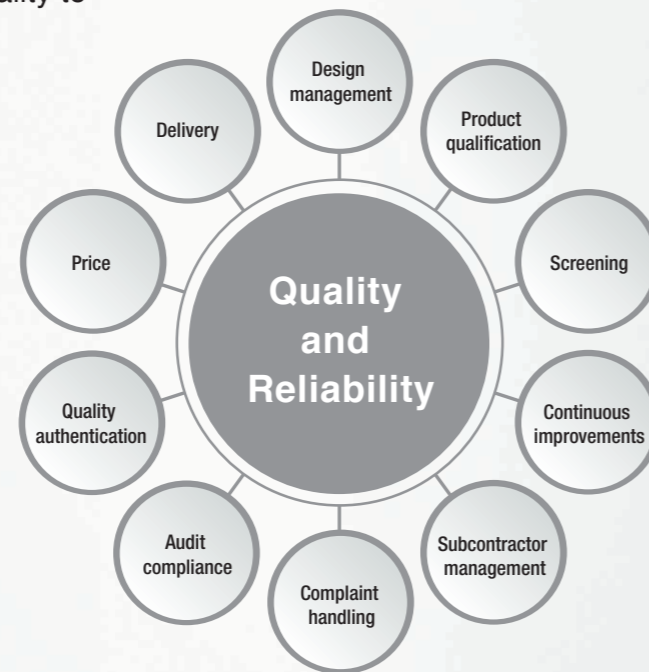 to
Design
management
Product
qualification
Screening
Continuous
improvements
Subcontractor
management
Complaint
handling
Audit
compliance
Quality
authentication
Price
Delivery
Quality
and
Reliability